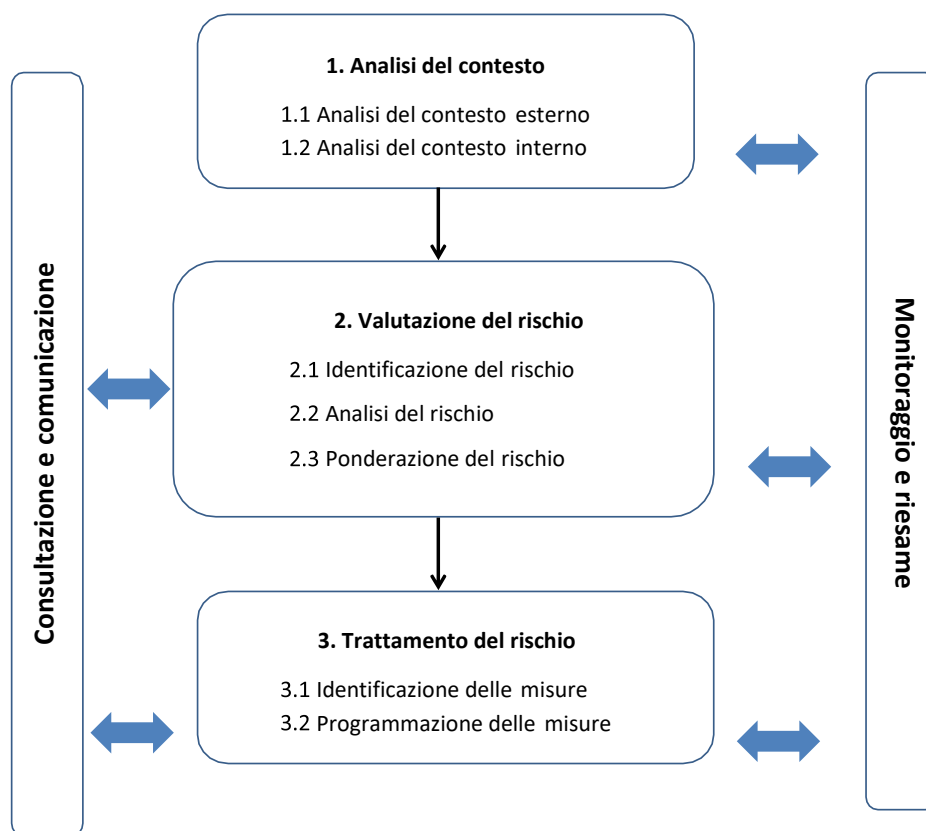 Consultazione e comunicazione
1. Analisi del contesto
1.1 Analisi del contesto esterno
1.2 Analisi del contesto interno
2. Valutazione del rischio
2.1 Identificazione del rischio
2.2 Analisi del rischio
2.3 Ponderazione del rischio
3. Trattamento del rischio
3.1 Identificazione delle misure
3.2 Programmazione delle misure
Monitoraggio e riesame